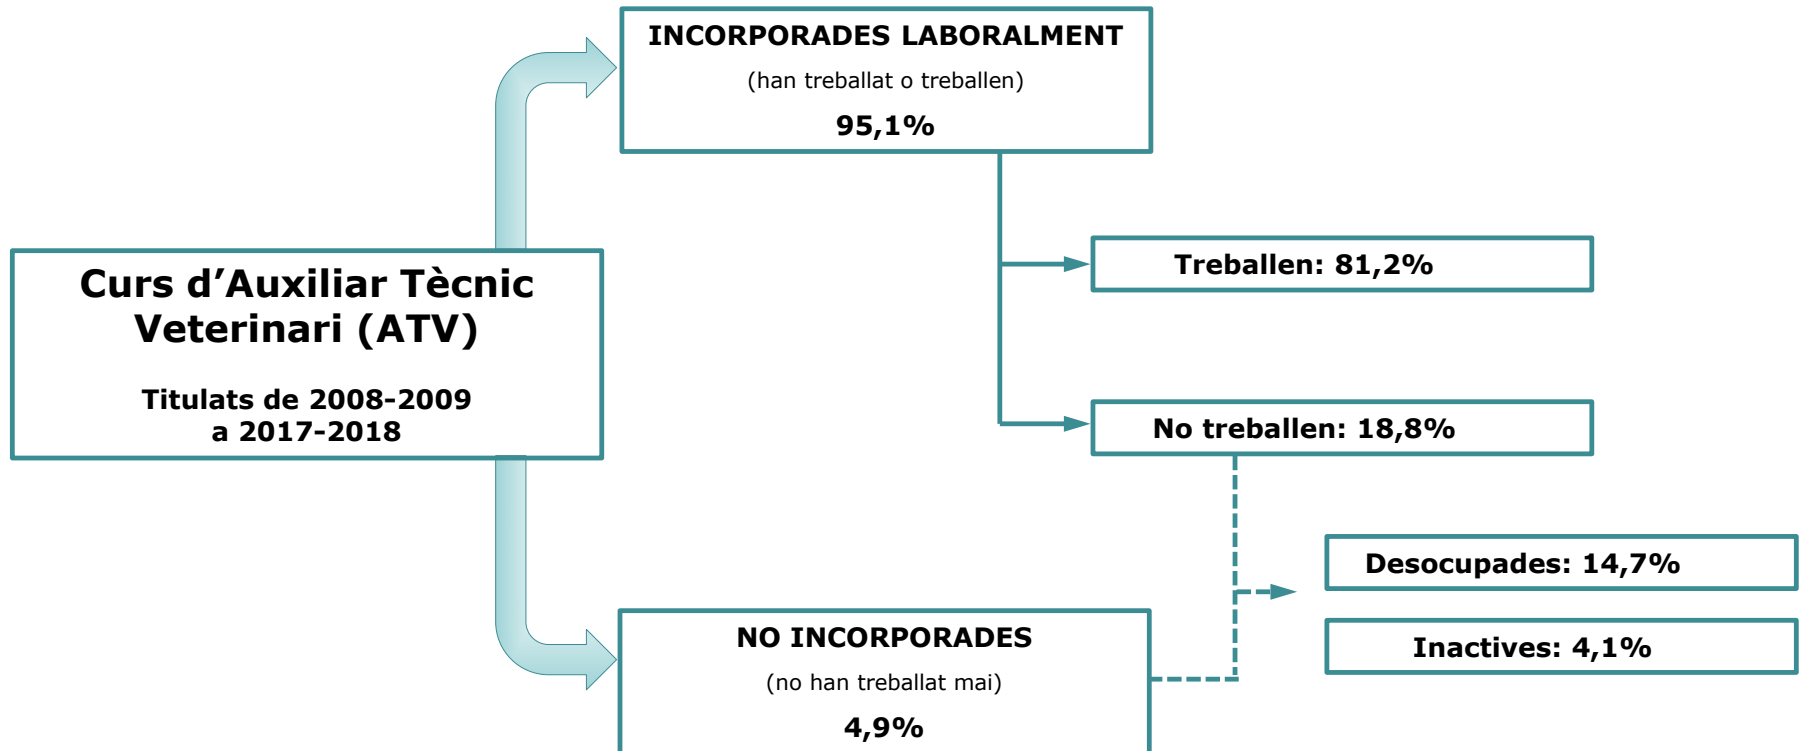 INCORPORADES LABORALMENT
(han treballat o treballen)
95,1%
Treballen: 81,2%
Curs d’Auxiliar Tècnic
Veterinari (ATV)
Titulats de 2008-2009
a 2017-2018
No treballen: 18,8%
Desocupades: 14,7%
Inactives: 4,1%
NO INCORPORADES
(no han treballat mai)
4,9%